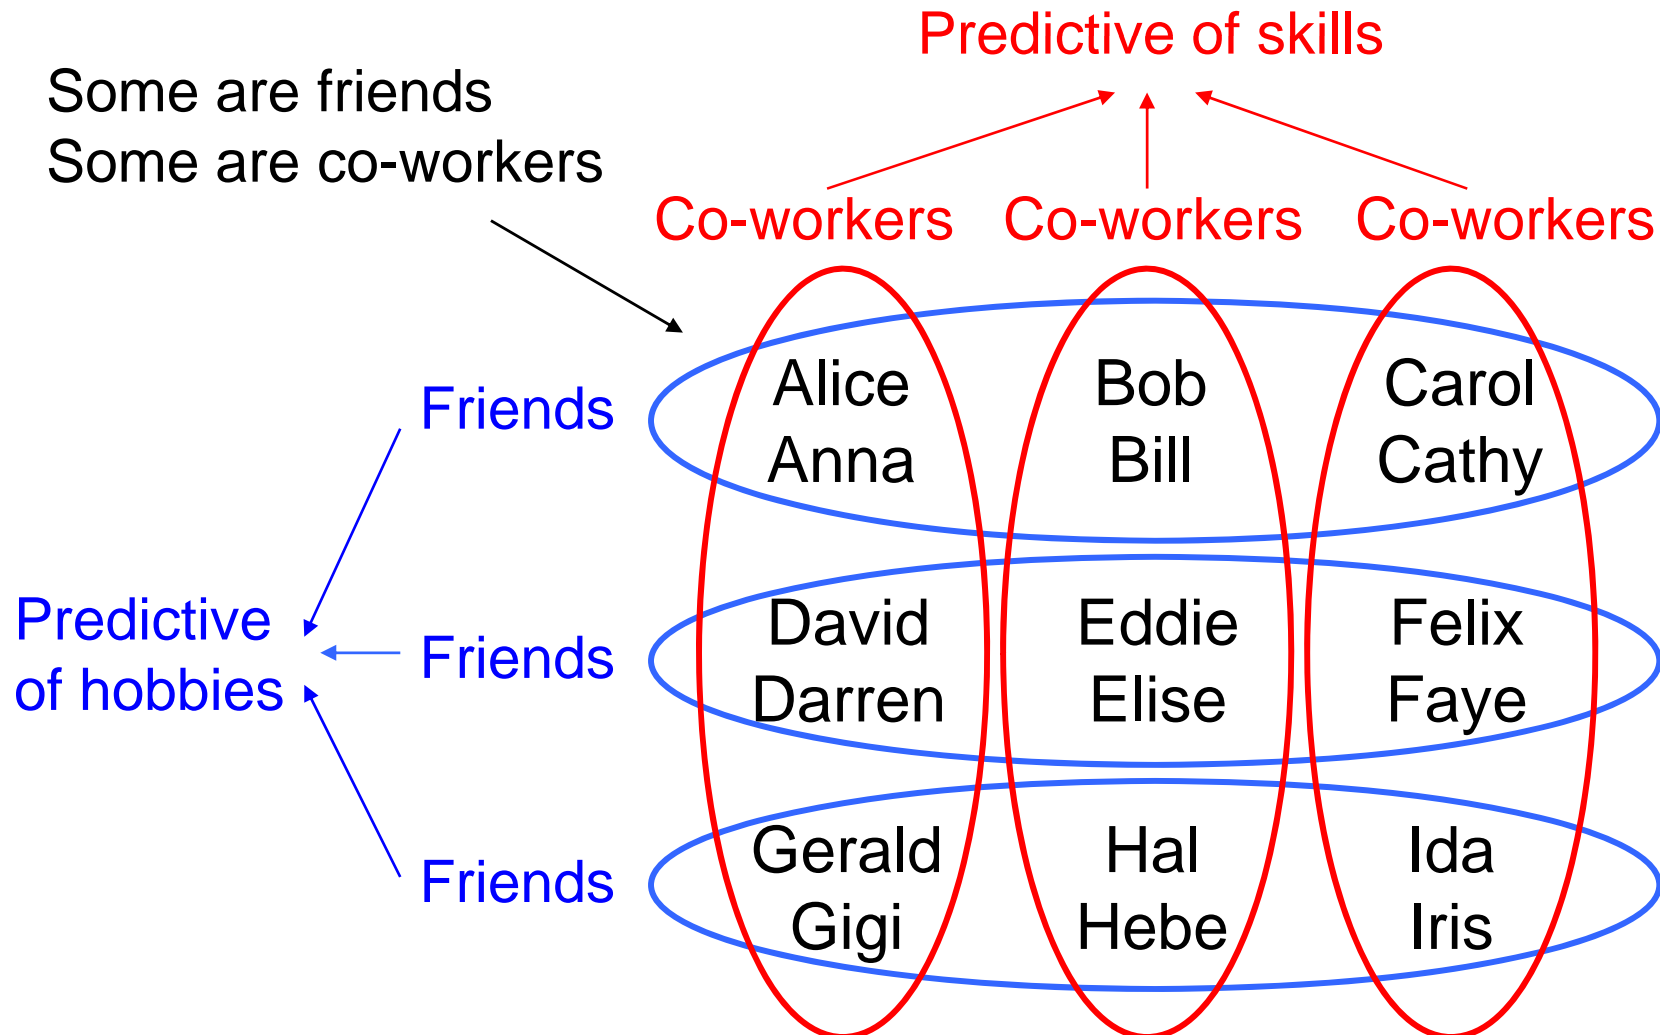 Predictive of skills
Some are friends
Some are co-workers
Co-workers Co-workers Co-workers
Friends
Alice Bob Carol
Anna Bill Cathy
Predictive
of hobbies
Friends
David Eddie Felix
Darren Elise Faye
Friends
Gerald Hal Ida
Gigi Hebe Iris